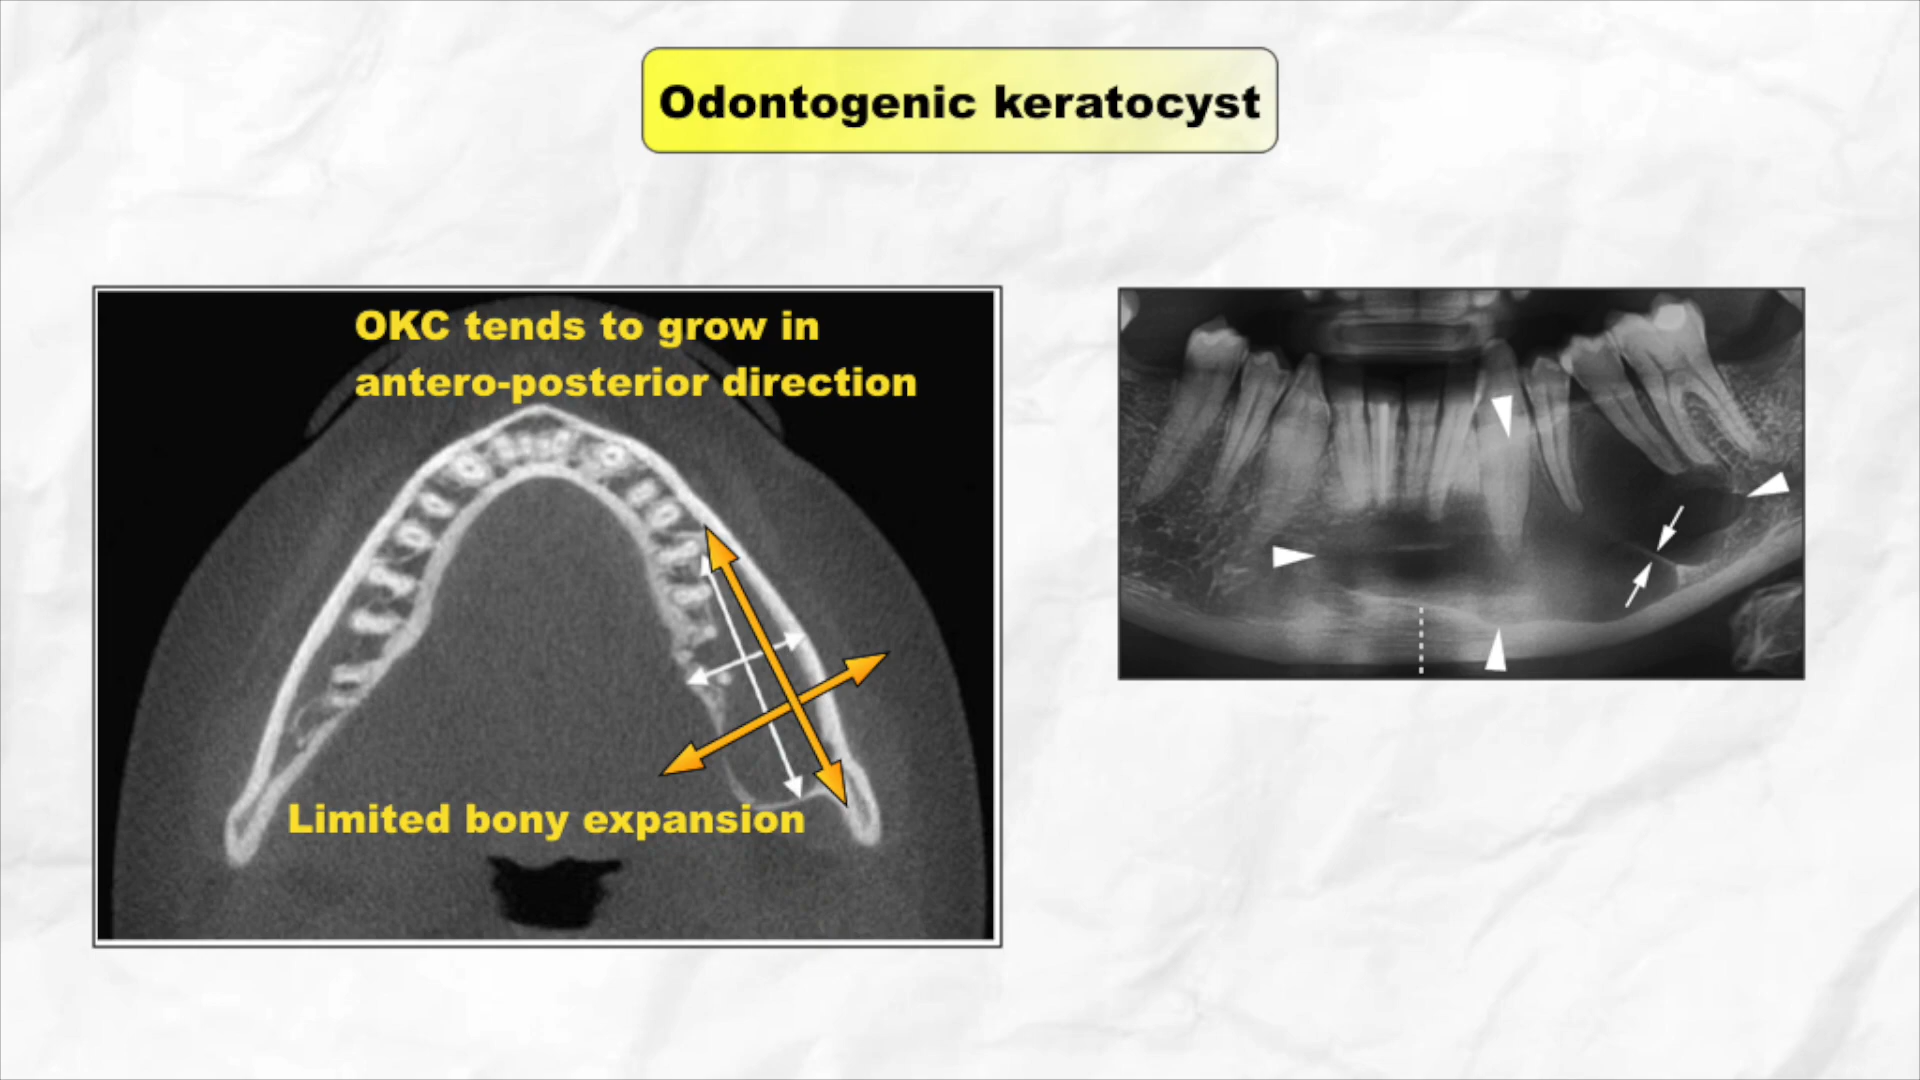 Odontogenic keratocyst
OKC tends to grow in
antero-posterior direction
Limited bony expansion